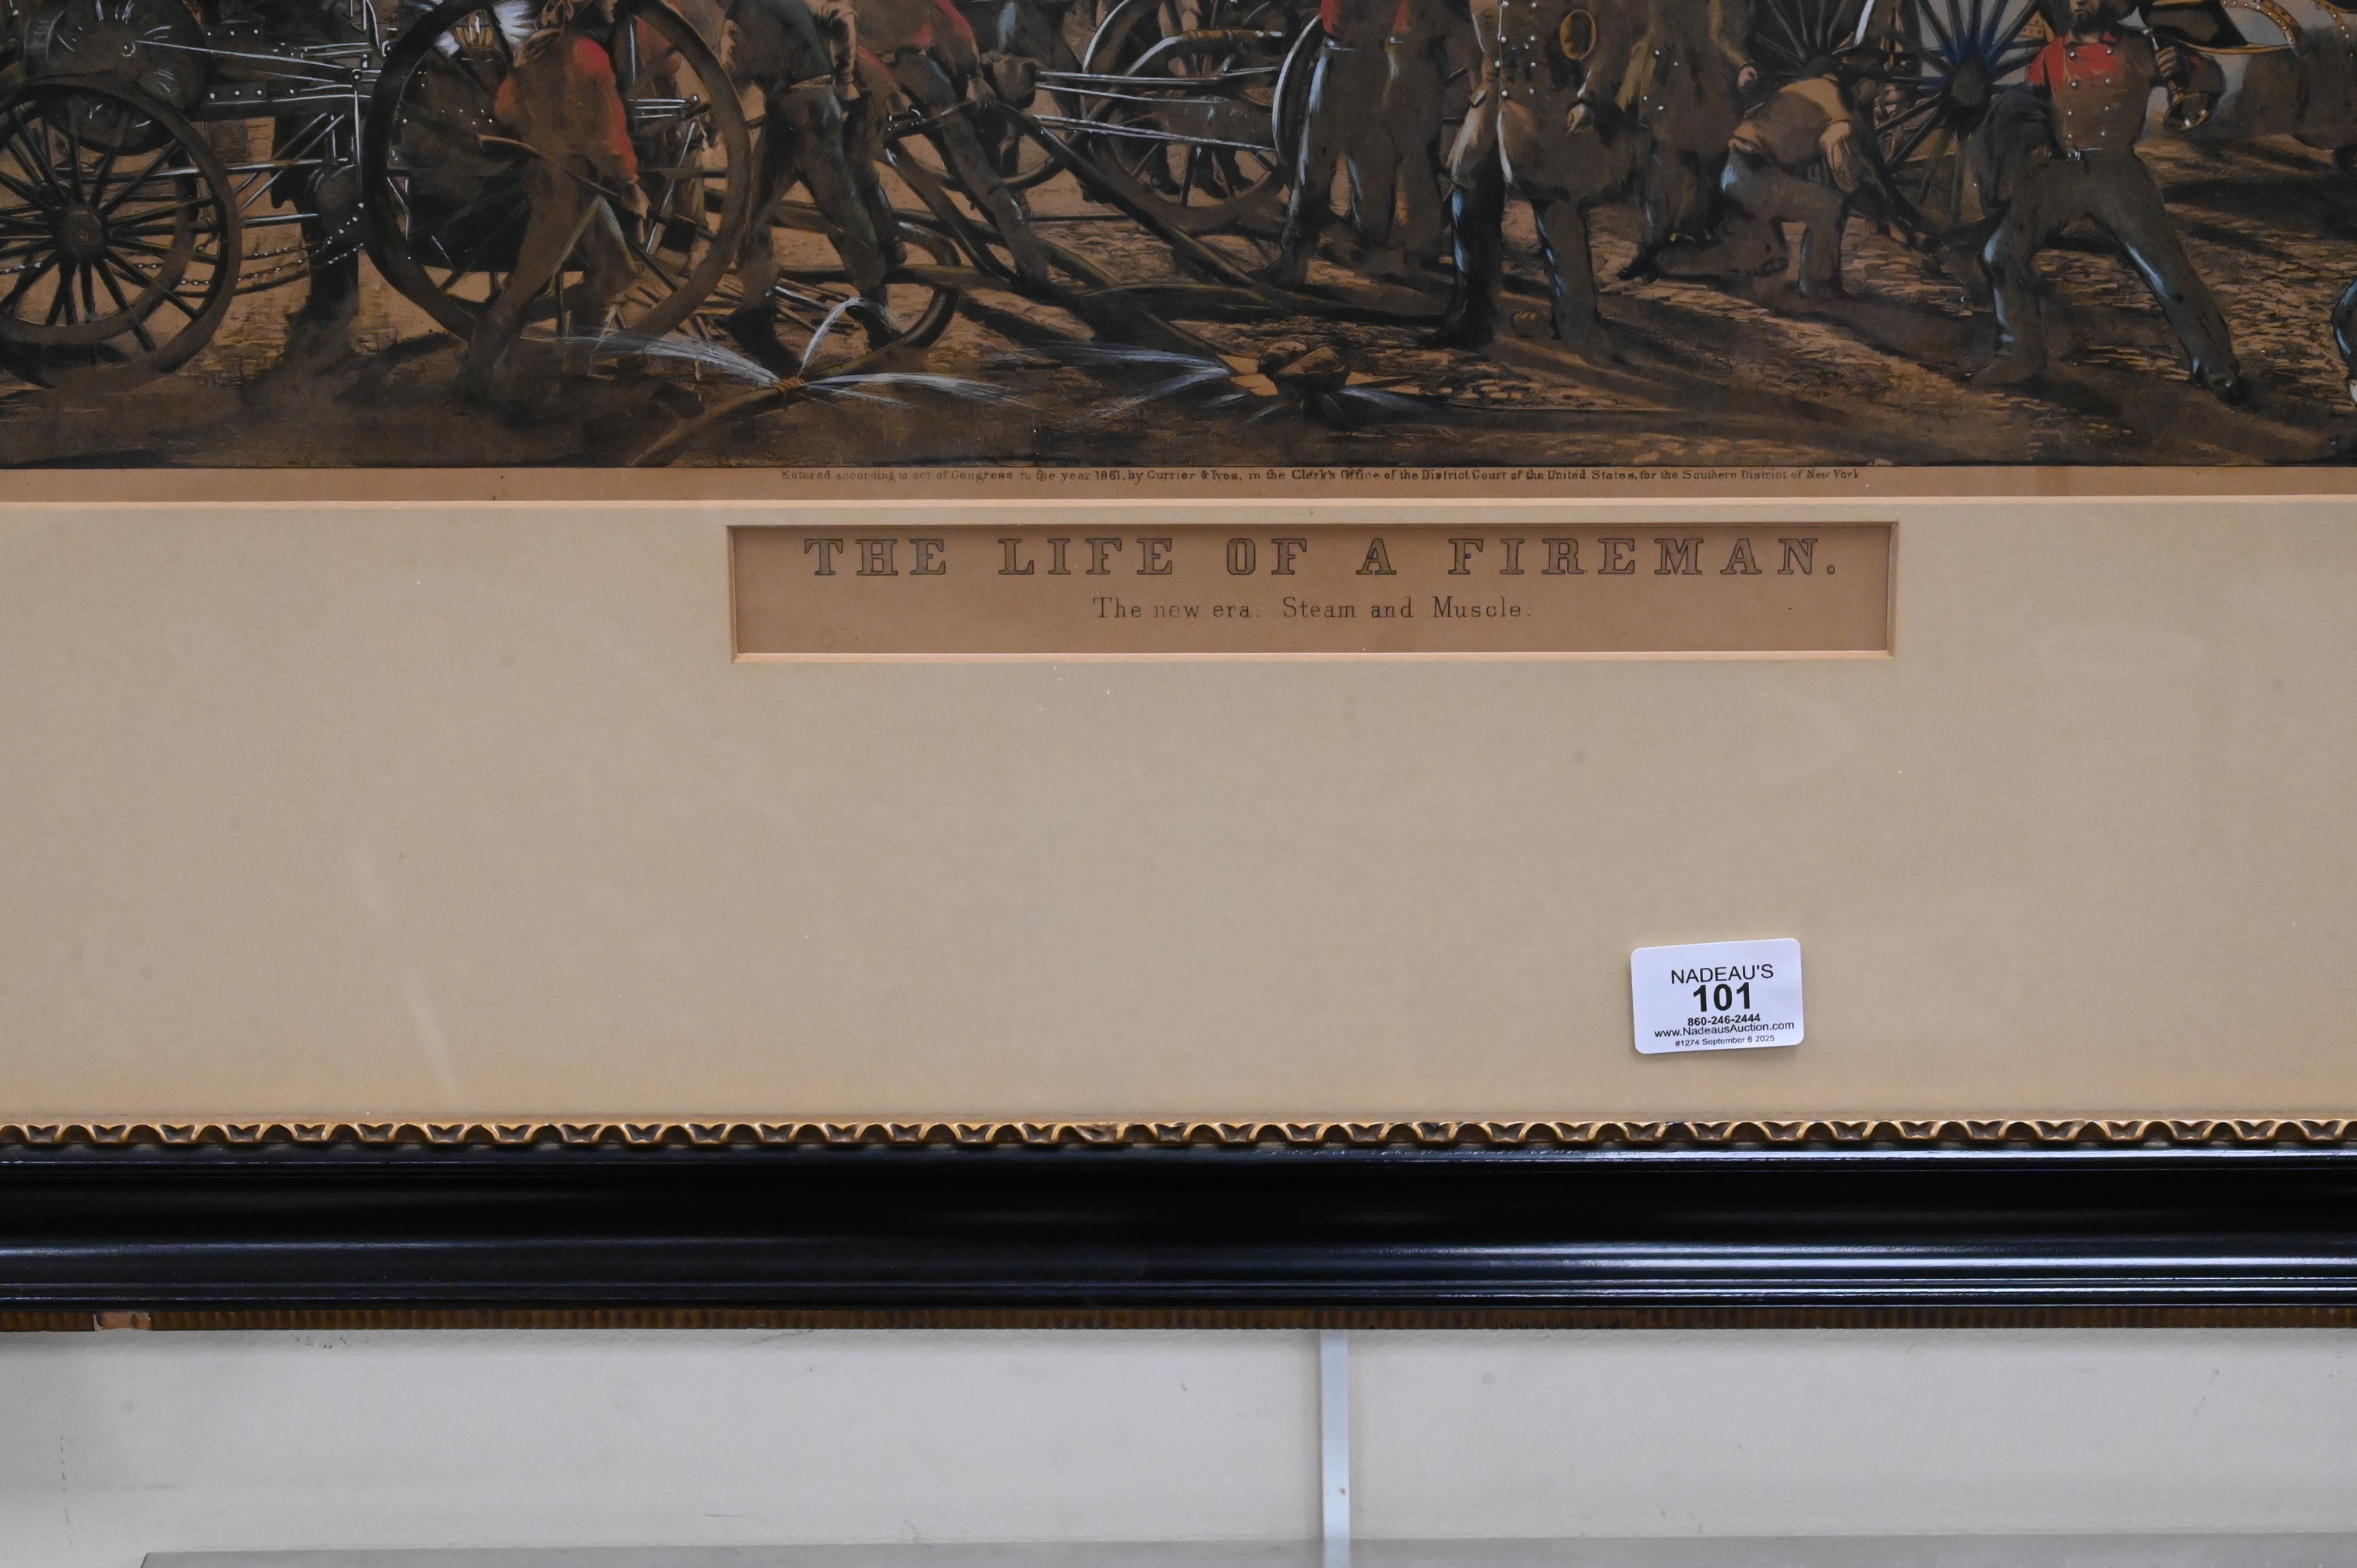 Entered according to act of Congress in the year 1861, by Currier & Ives, in the Clerk's Office of the District Court of the United States, for the Southern District of New York
THE LIFE OF A FIREMAN.
The new era. Steam and Muscle.
NADEAU'S
101
860-246-2444
www.NadeausAuction.com
#1274 September 6 2025